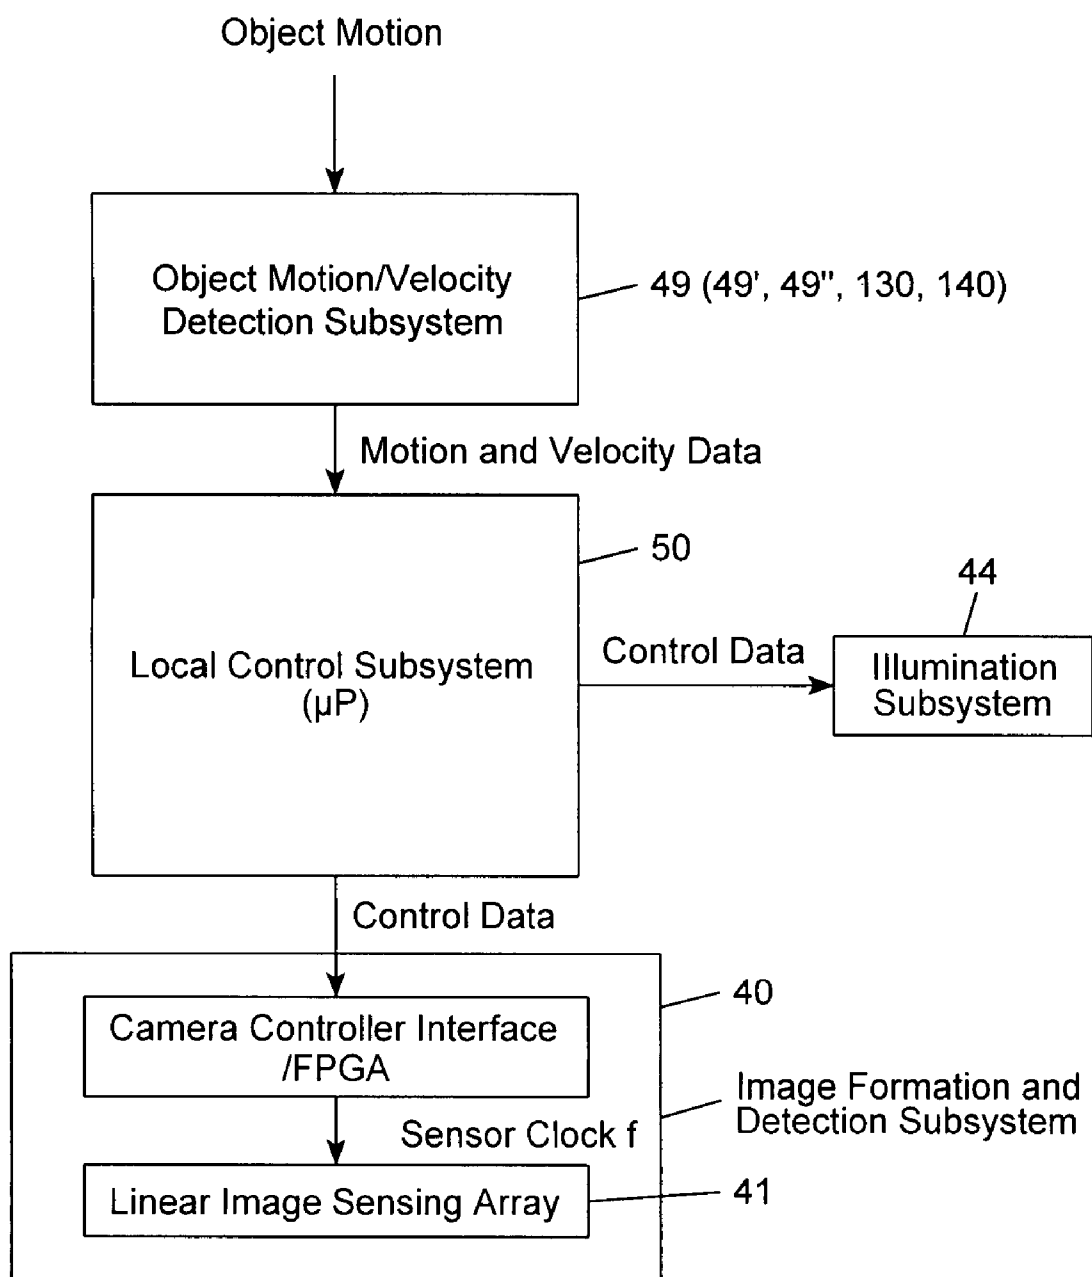 Object Motion
Object Motion/Velocity
Detection Subsystem
49 (49', 49", 130, 140)
Motion and Velocity Data
50
44
Local Control Subsystem
(µP)
Control Data
Illumination
Subsystem
Control Data
40
Camera Controller Interface
/FPGA
Image Formation and
Detection Subsystem
Sensor Clock f
Linear Image Sensing Array
41